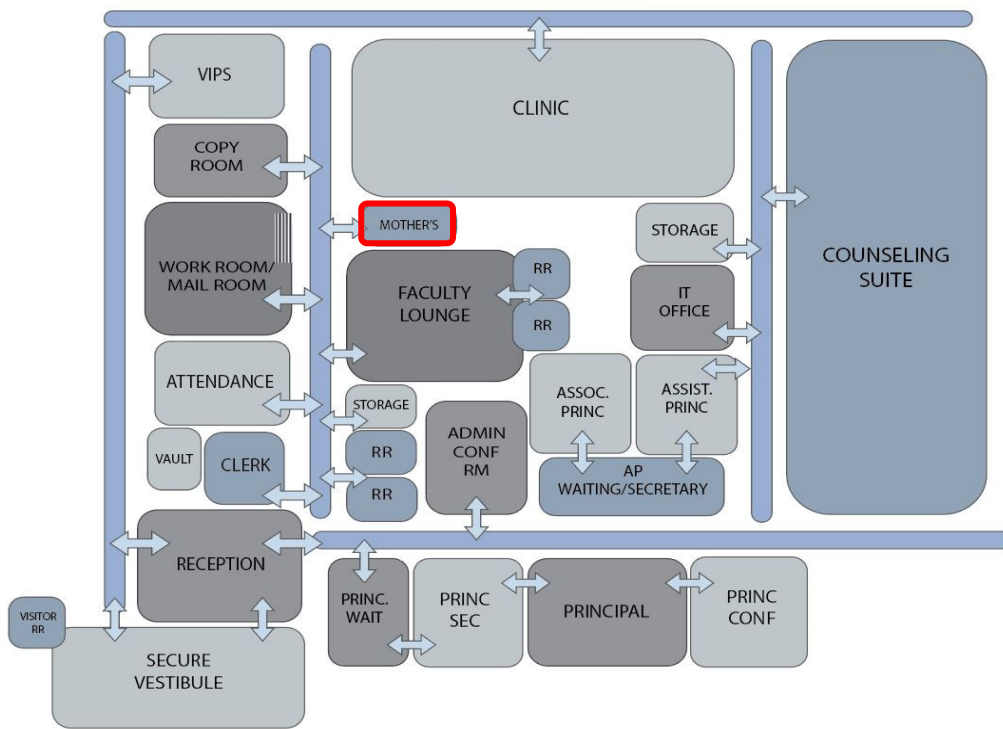 VIPS
CLINIC
COPY
ROOM
MOTHER'S
STORAGE
COUNSELING
SUITE
WORK ROOM/
MAIL ROOM
FACULTY
LOUNGE
RR
RR
IT
OFFICE
ATTENDANCE
STORAGE
ASSOC.
PRINC
ASSIST.
PRINC
VAULT
CLERK
RR
RR
ADMIN
CONF
RM
AP
WAITING/SECRETARY
RECEPTION
PRINC.
WAIT
PRINC
SEC
PRINCIPAL
PRINC
CONF
VISITOR
RR
SECURE
VESTIBULE